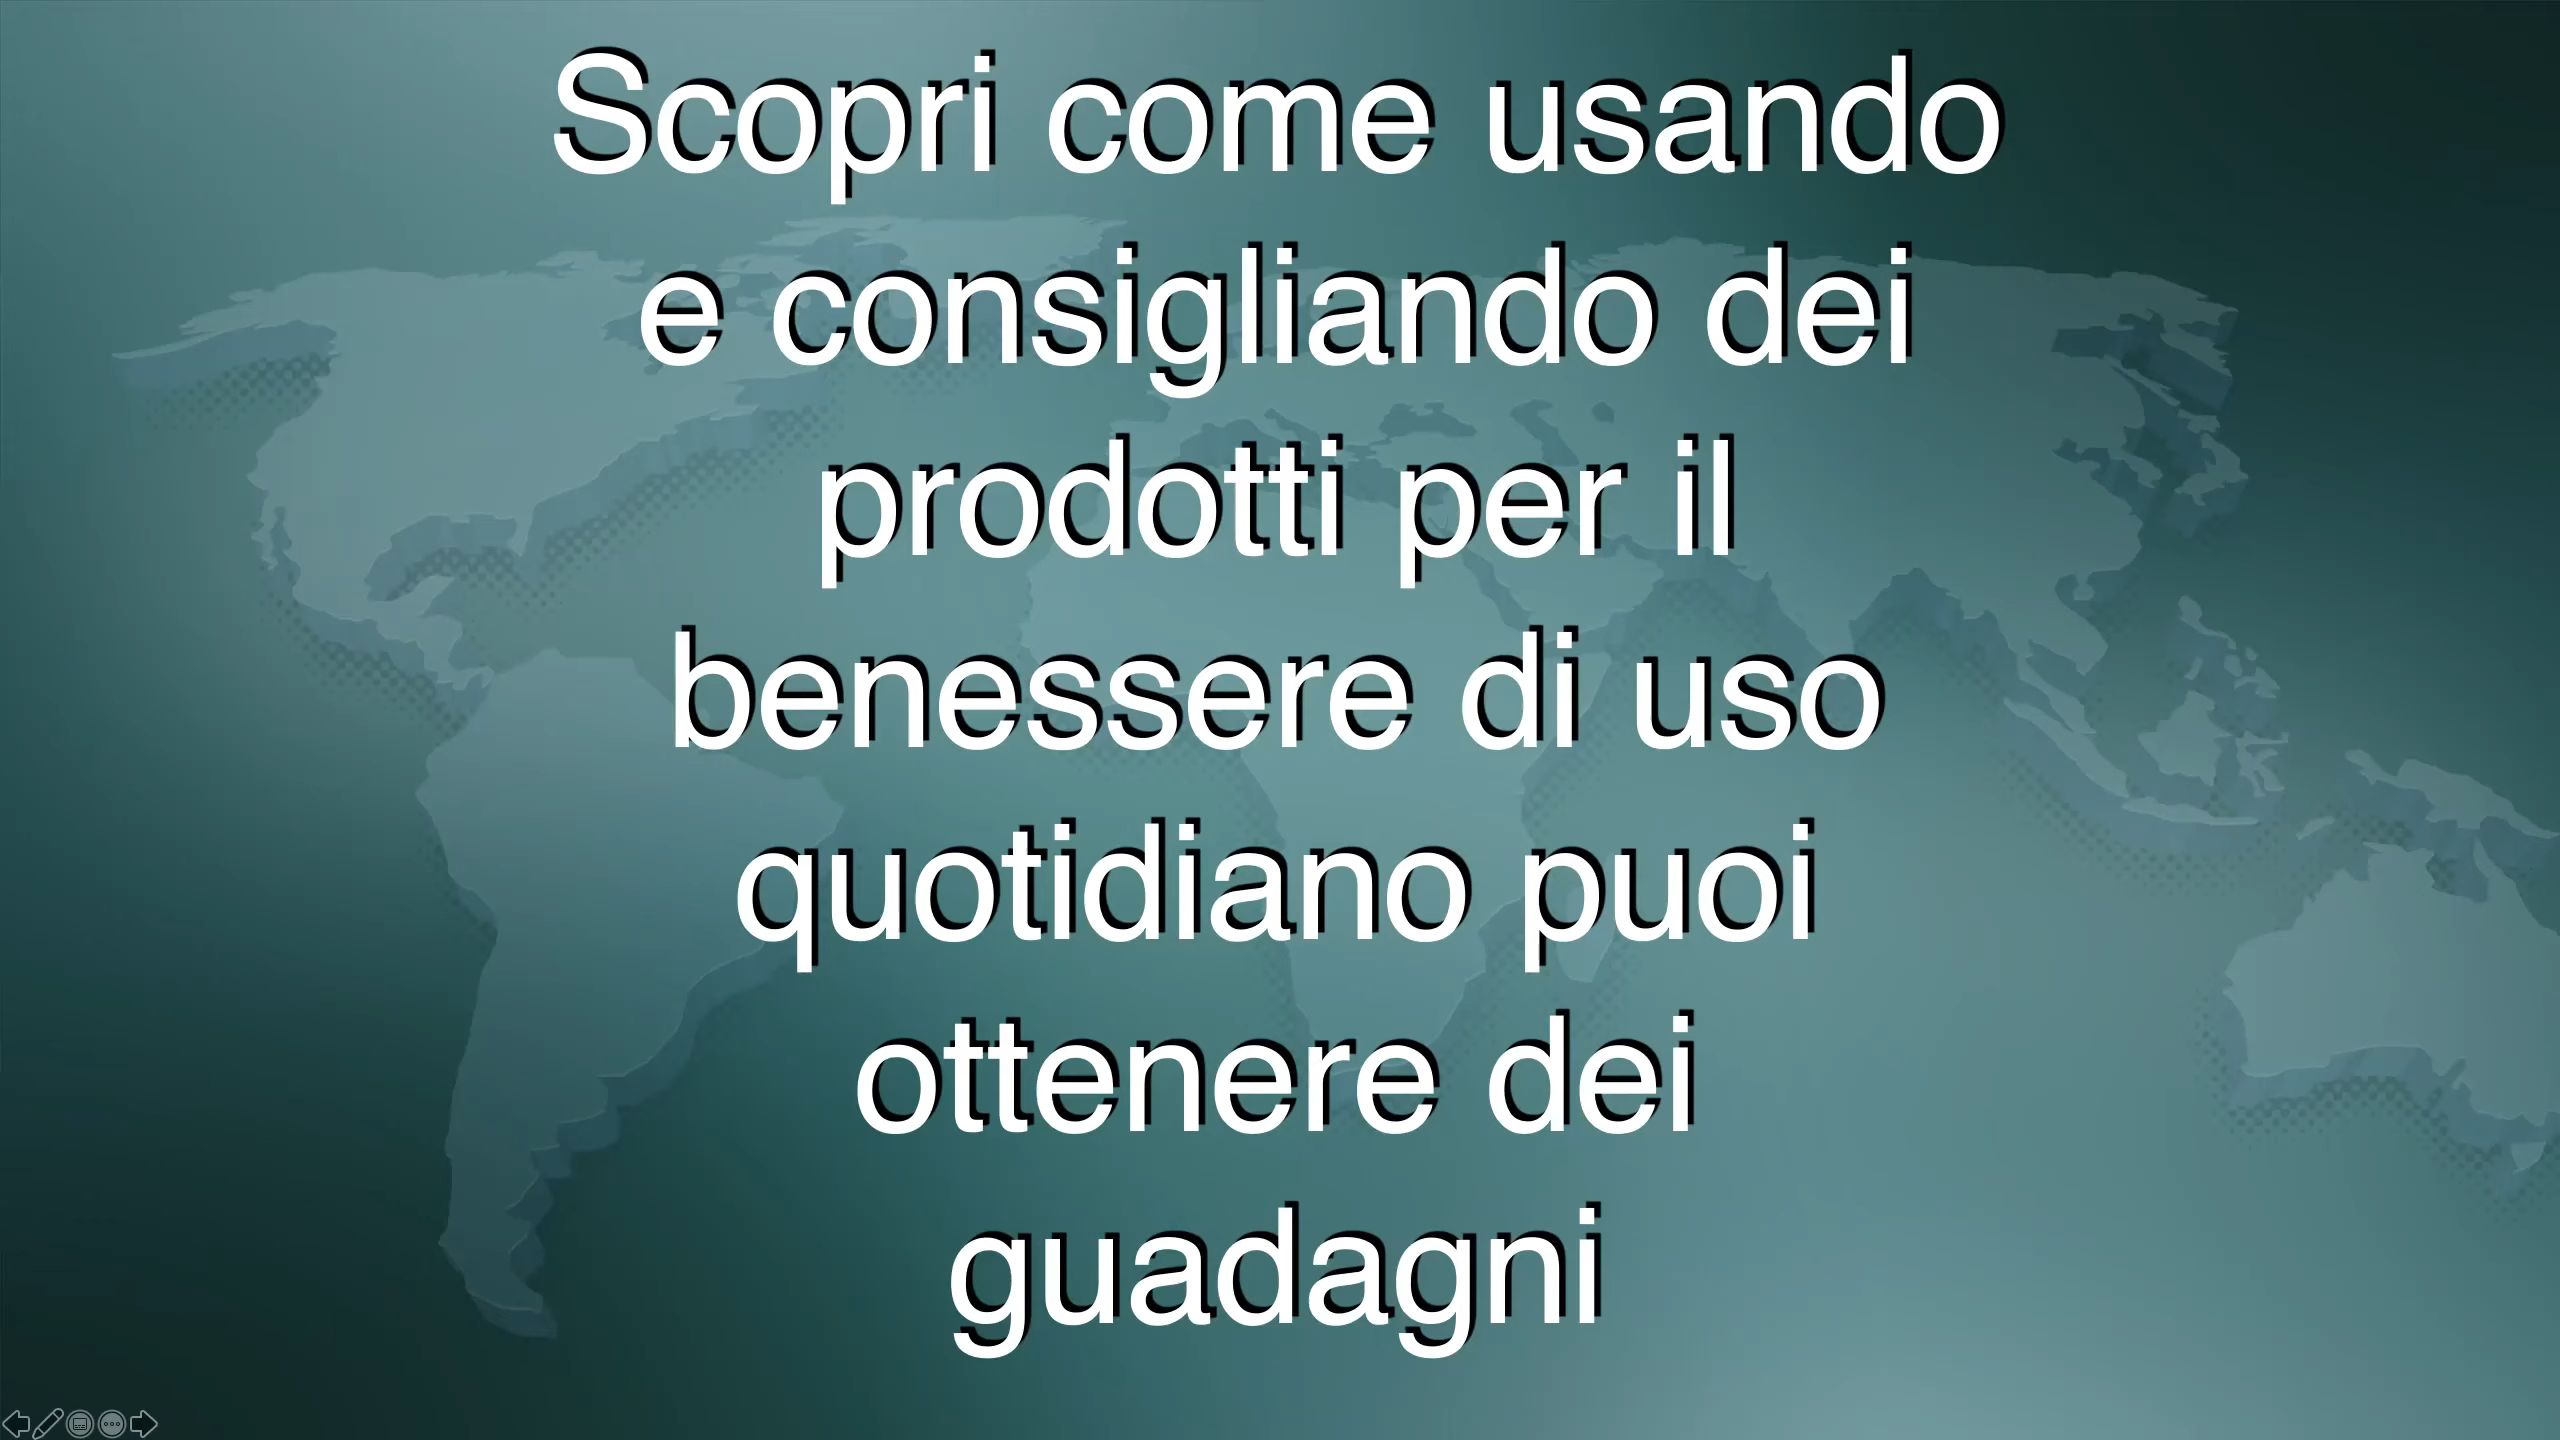 Scopri come usando
e consigliando dei
prodotti per il
benessere di uso
quotidiano puoi
ottenere dei
guadagni